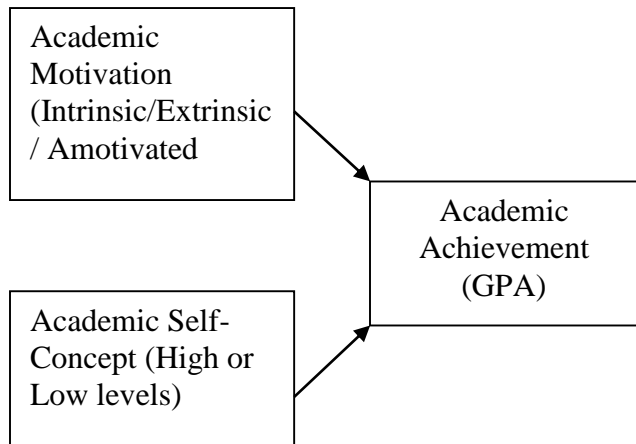 Academic
Motivation
(Intrinsic/Extrinsic
/ Amotivated
Academic
Achievement
(GPA)
Academic Self-
Concept (High or
Low levels)